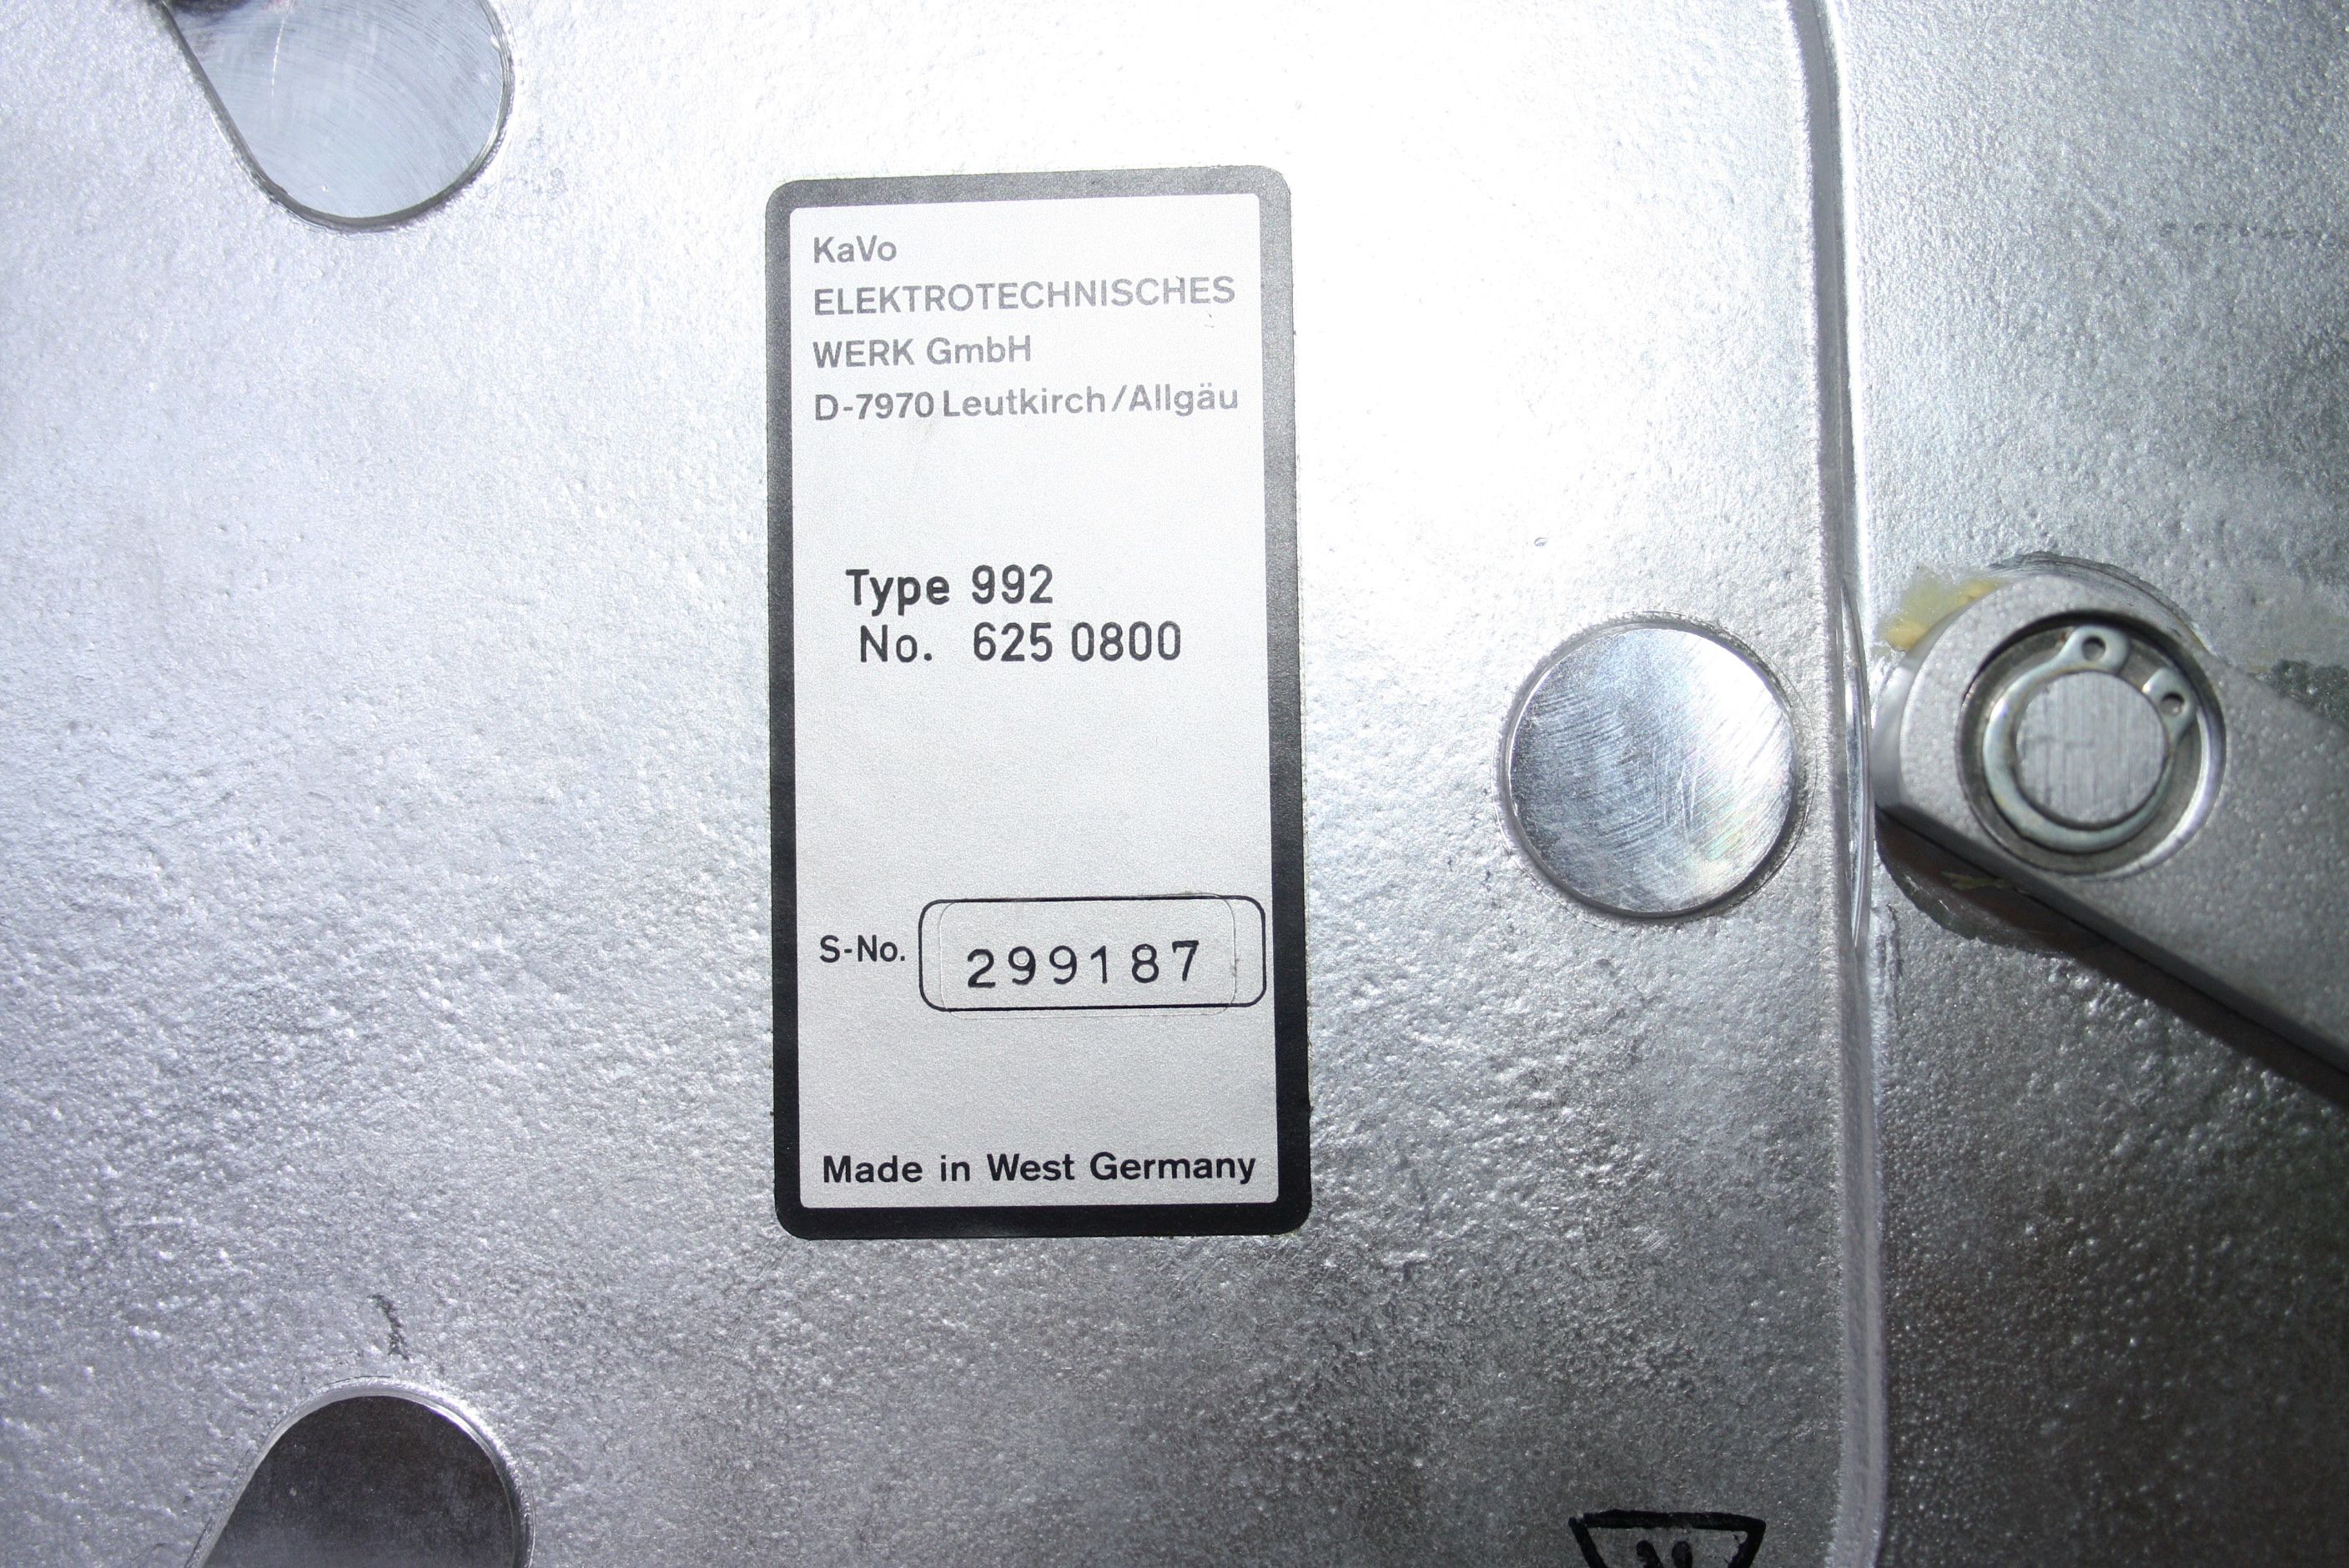 KaVo
ELEKTROTECHNISCHES
WERK GmbH
D-7970 Leutkirch/Allgäu
Type 992
No. 625 0800
S-No. 299187
Made in West Germany